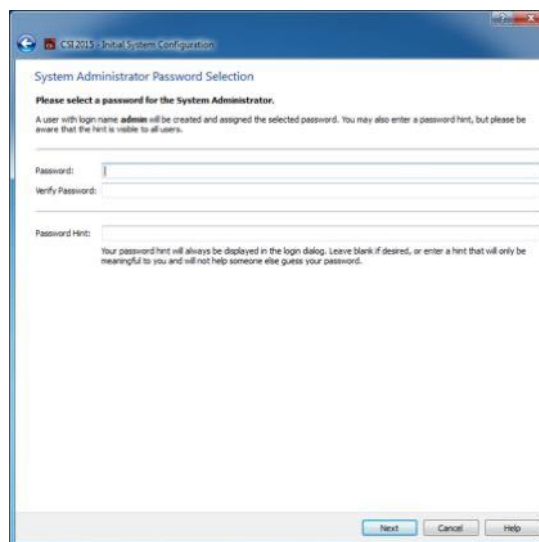 CSI 2015 - Initial System Configuration
System Administrator Password Selection
Please select a password for the System Administrator.
A user with login name admin will be created and assigned the selected password. You may also enter a password hint, but please be
aware that the hint is visible to all users.
Password:
Verify Password:
Password Hint:
Your password hint will always be displayed in the login dialog. Leave blank if desired, or enter a hint that will only be
meaningful to you and will not help someone else guess your password.
Next Cancel Help